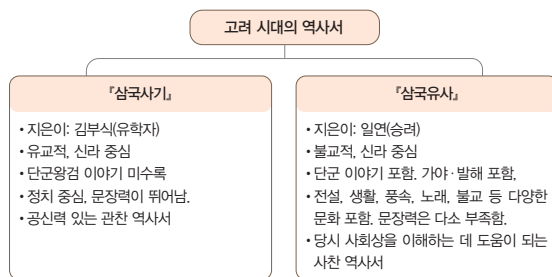 고려 시대의 역사서
『삼국사기』
• 지은이: 김부식(유학자)
• 유교적, 신라 중심
• 단군왕검 이야기 미수록
• 정치 중심, 문장력이 뛰어남.
• 공신력 있는 관찬 역사서
『삼국유사』
• 지은이: 일연(승려)
• 불교적, 신라 중심
• 단군 이야기 포함. 가야·발해 포함.
• 전설, 생활, 풍속, 노래, 불교 등 다양한
문화 포함. 문장력은 다소 부족함.
• 당시 사회상을 이해하는 데 도움이 되는
사찬 역사서